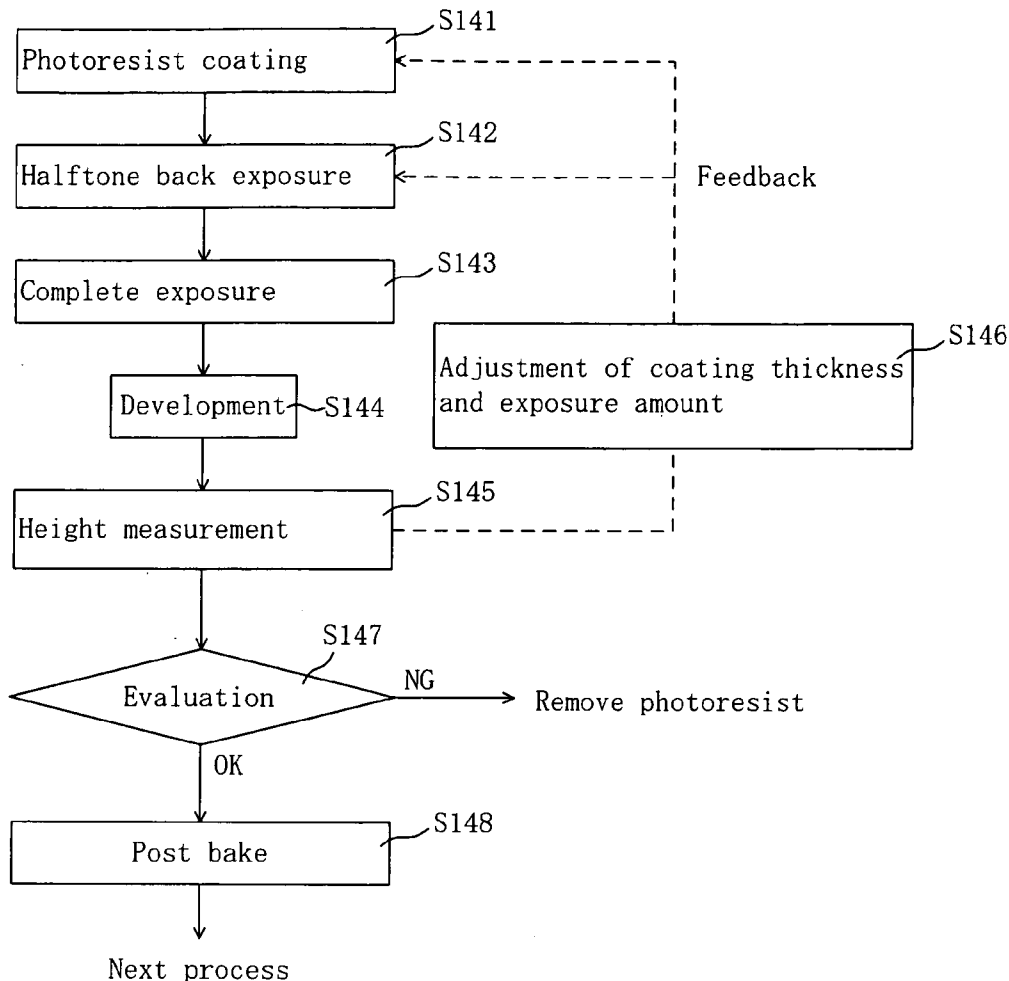 S141
Photoresist coating
S142
Halftone back exposure
Feedback
S143
Complete exposure
S146
Adjustment of coating thickness
and exposure amount
Development
S144
S145
Height measurement
S147
Evaluation
NG
Remove photoresist
OK
S148
Post bake
Next process